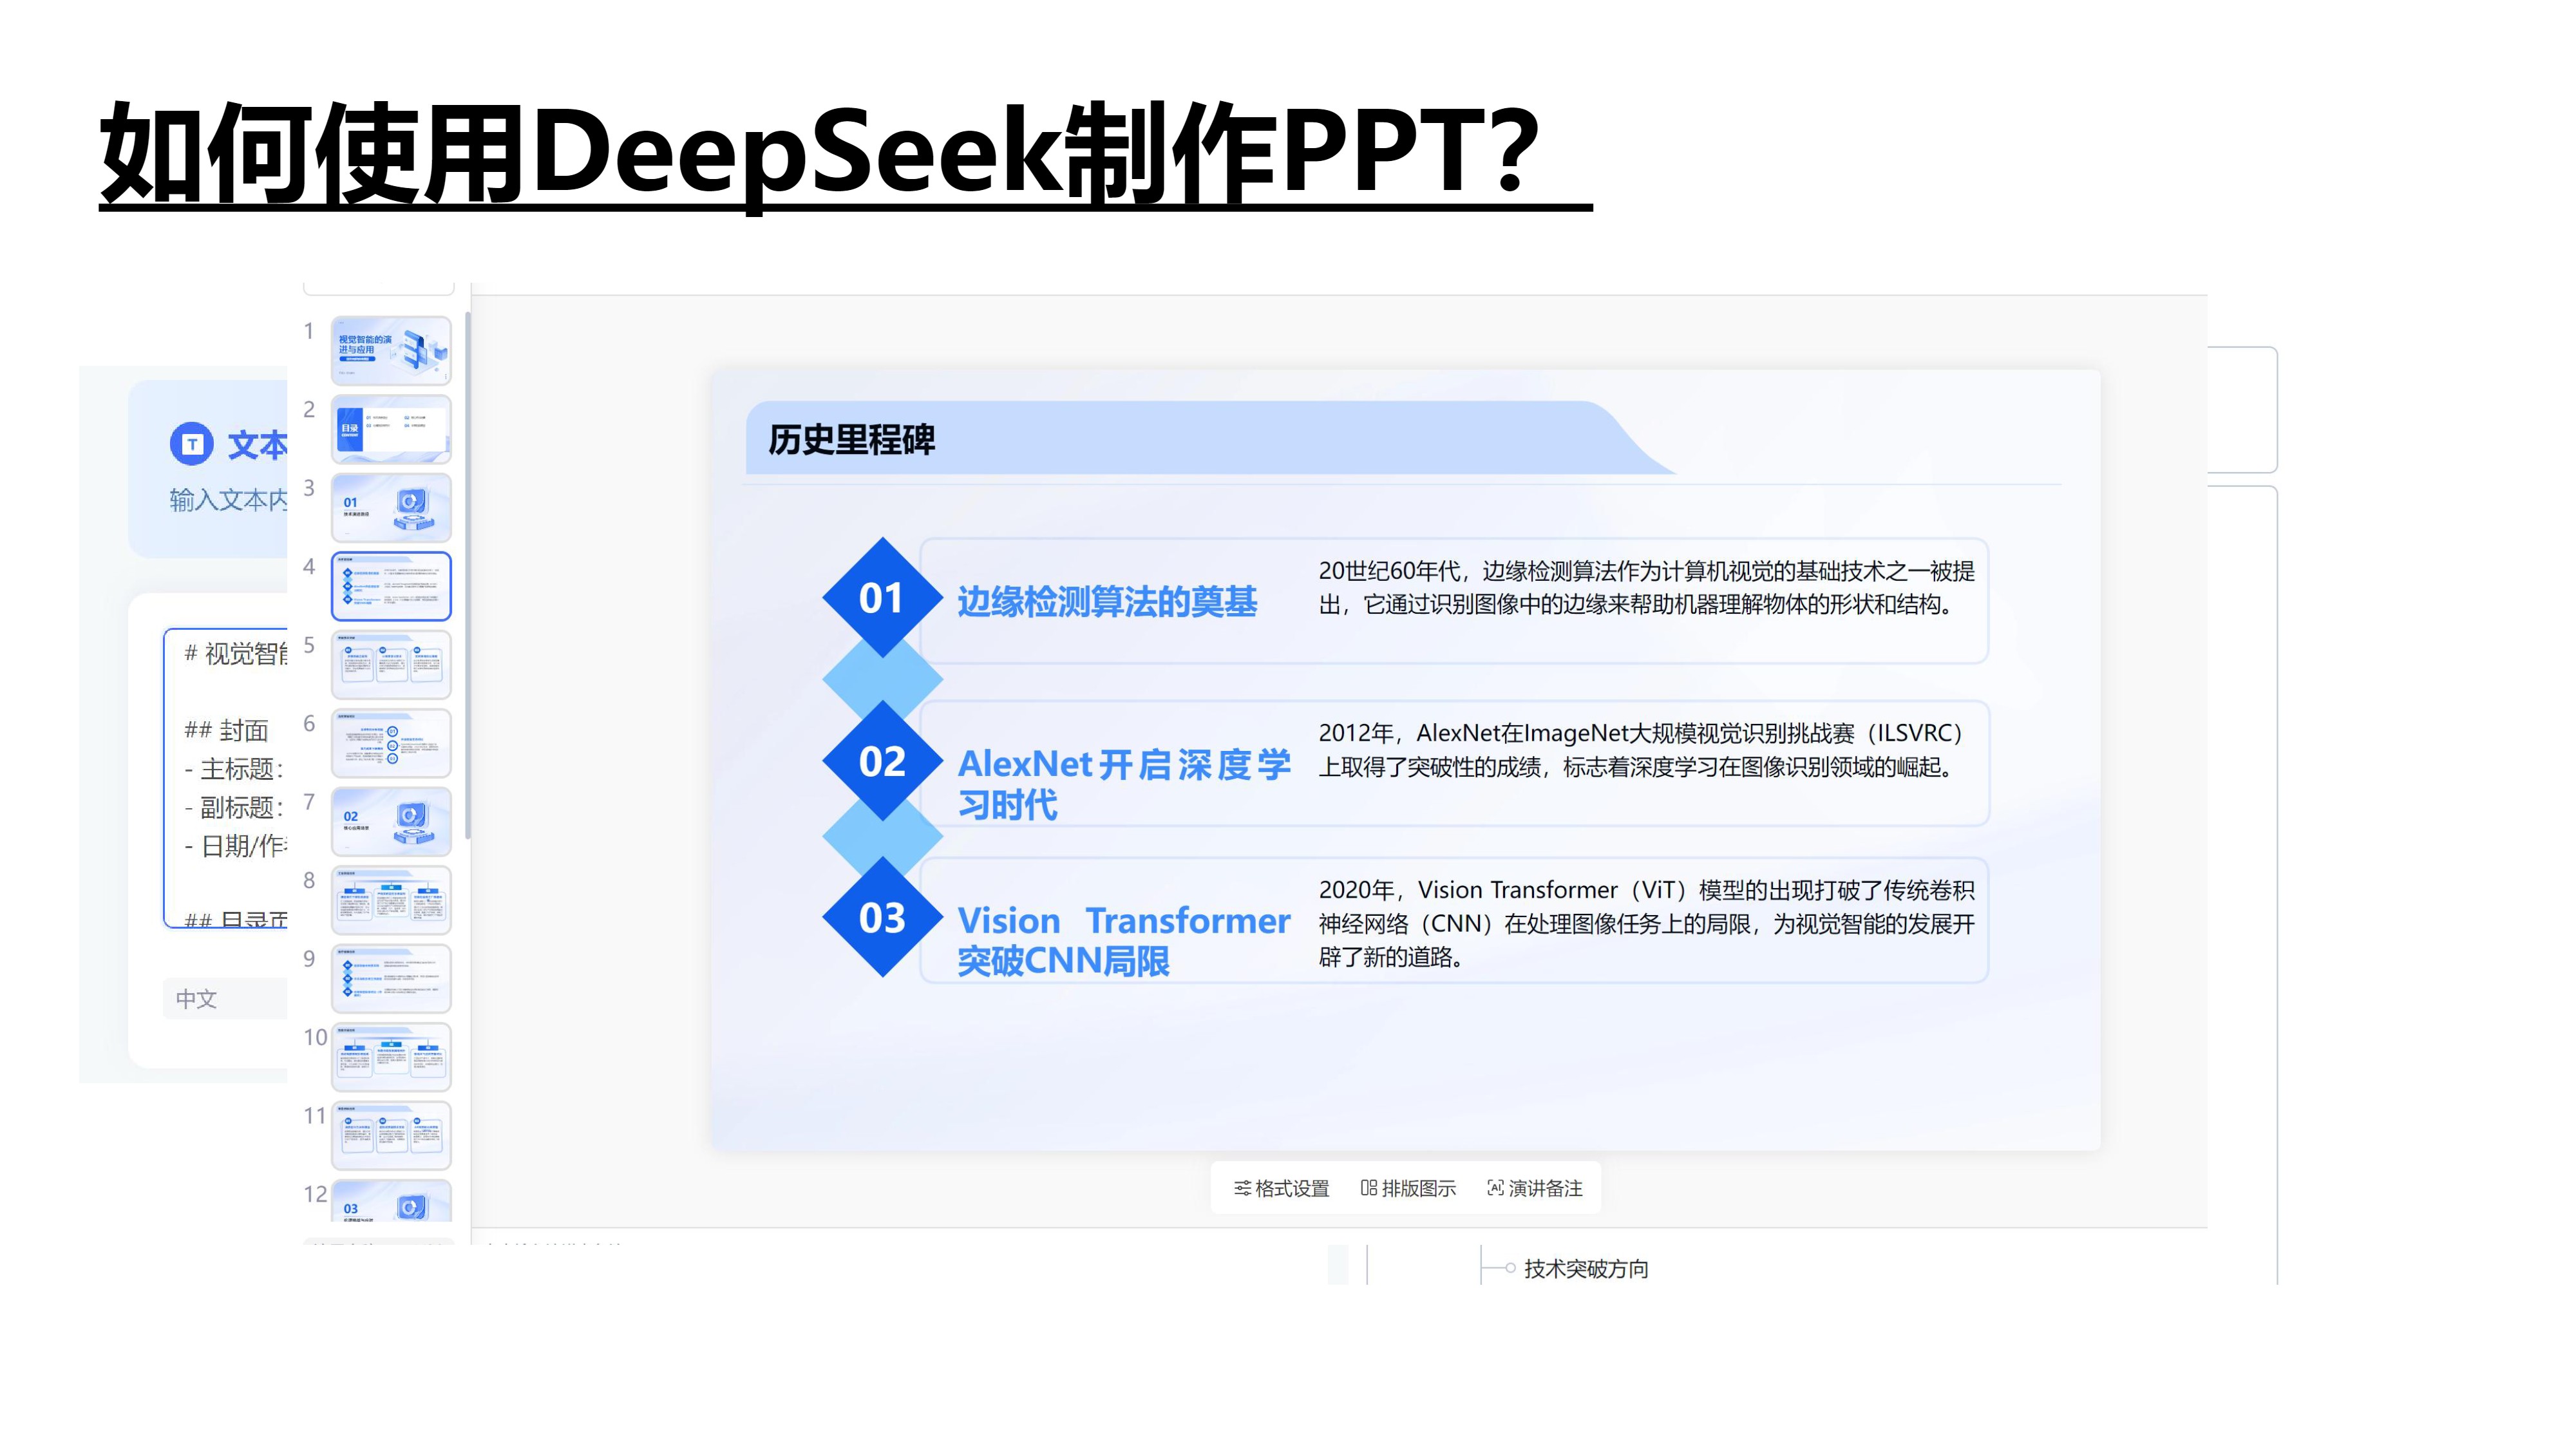 如何使用DeepSeek制作PPT？
文本
输入文本内
# 视觉智能
## 封面
- 主标题：
- 副标题：
- 日期/作
## 目录页
中文
1
视觉智能的演
进与应用
2
目录
3
01
技术演进路径
4
5
6
7
02
核心应用场景
8
9
10
11
12
03
历史里程碑
01
边缘检测算法的奠基
20世纪60年代，边缘检测算法作为计算机视觉的基础技术之一被提
出，它通过识别图像中的边缘来帮助机器理解物体的形状和结构。
02
AlexNet开启深度学
习时代
2012年，AlexNet在ImageNet大规模视觉识别挑战赛（ILSVRC）
上取得了突破性的成绩，标志着深度学习在图像识别领域的崛起。
03
Vision Transformer
突破CNN局限
2020年，Vision Transformer（ViT）模型的出现打破了传统卷积
神经网络（CNN）在处理图像任务上的局限，为视觉智能的发展开
辟了新的道路。
格式设置
排版图示
演讲备注
技术突破方向